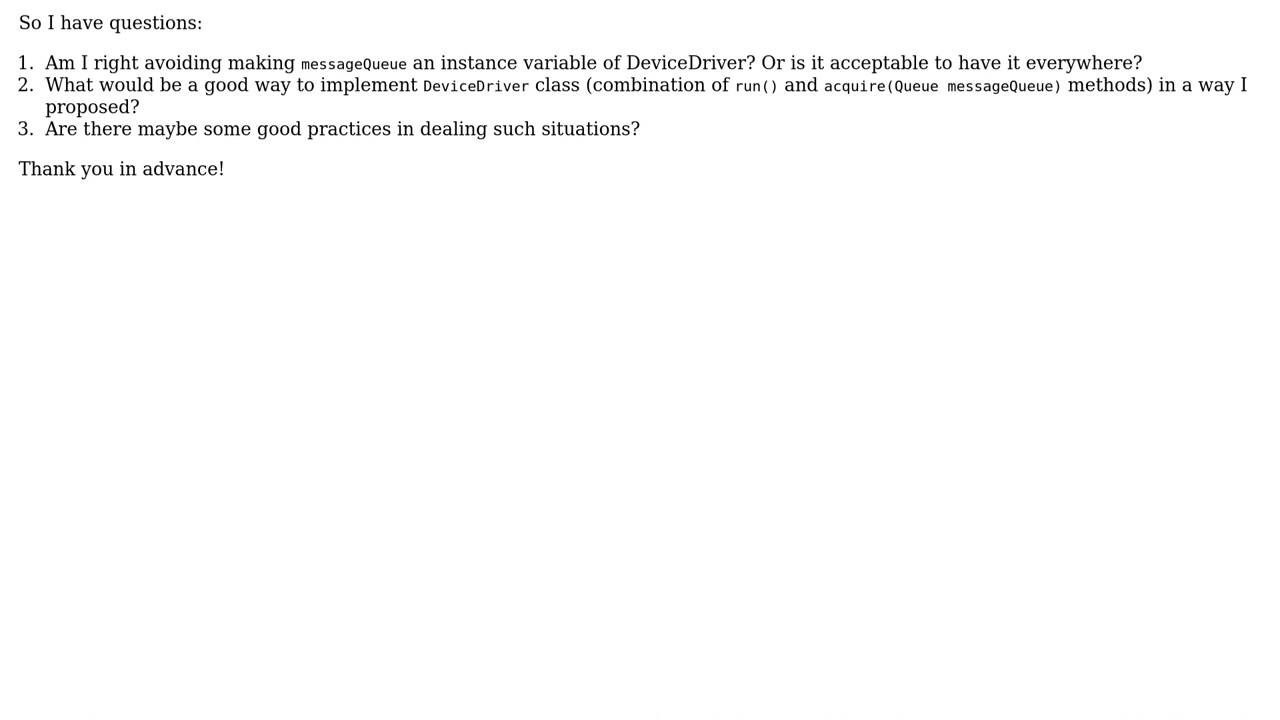 So I have questions:
1. Am I right avoiding making messageQueue an instance variable of DeviceDriver? Or is it acceptable to have it everywhere?
2. What would be a good way to implement DeviceDriver class (combination of run() and acquire(Queue messageQueue) methods) in a way I
proposed?
3. Are there maybe some good practices in dealing such situations?
Thank you in advance!